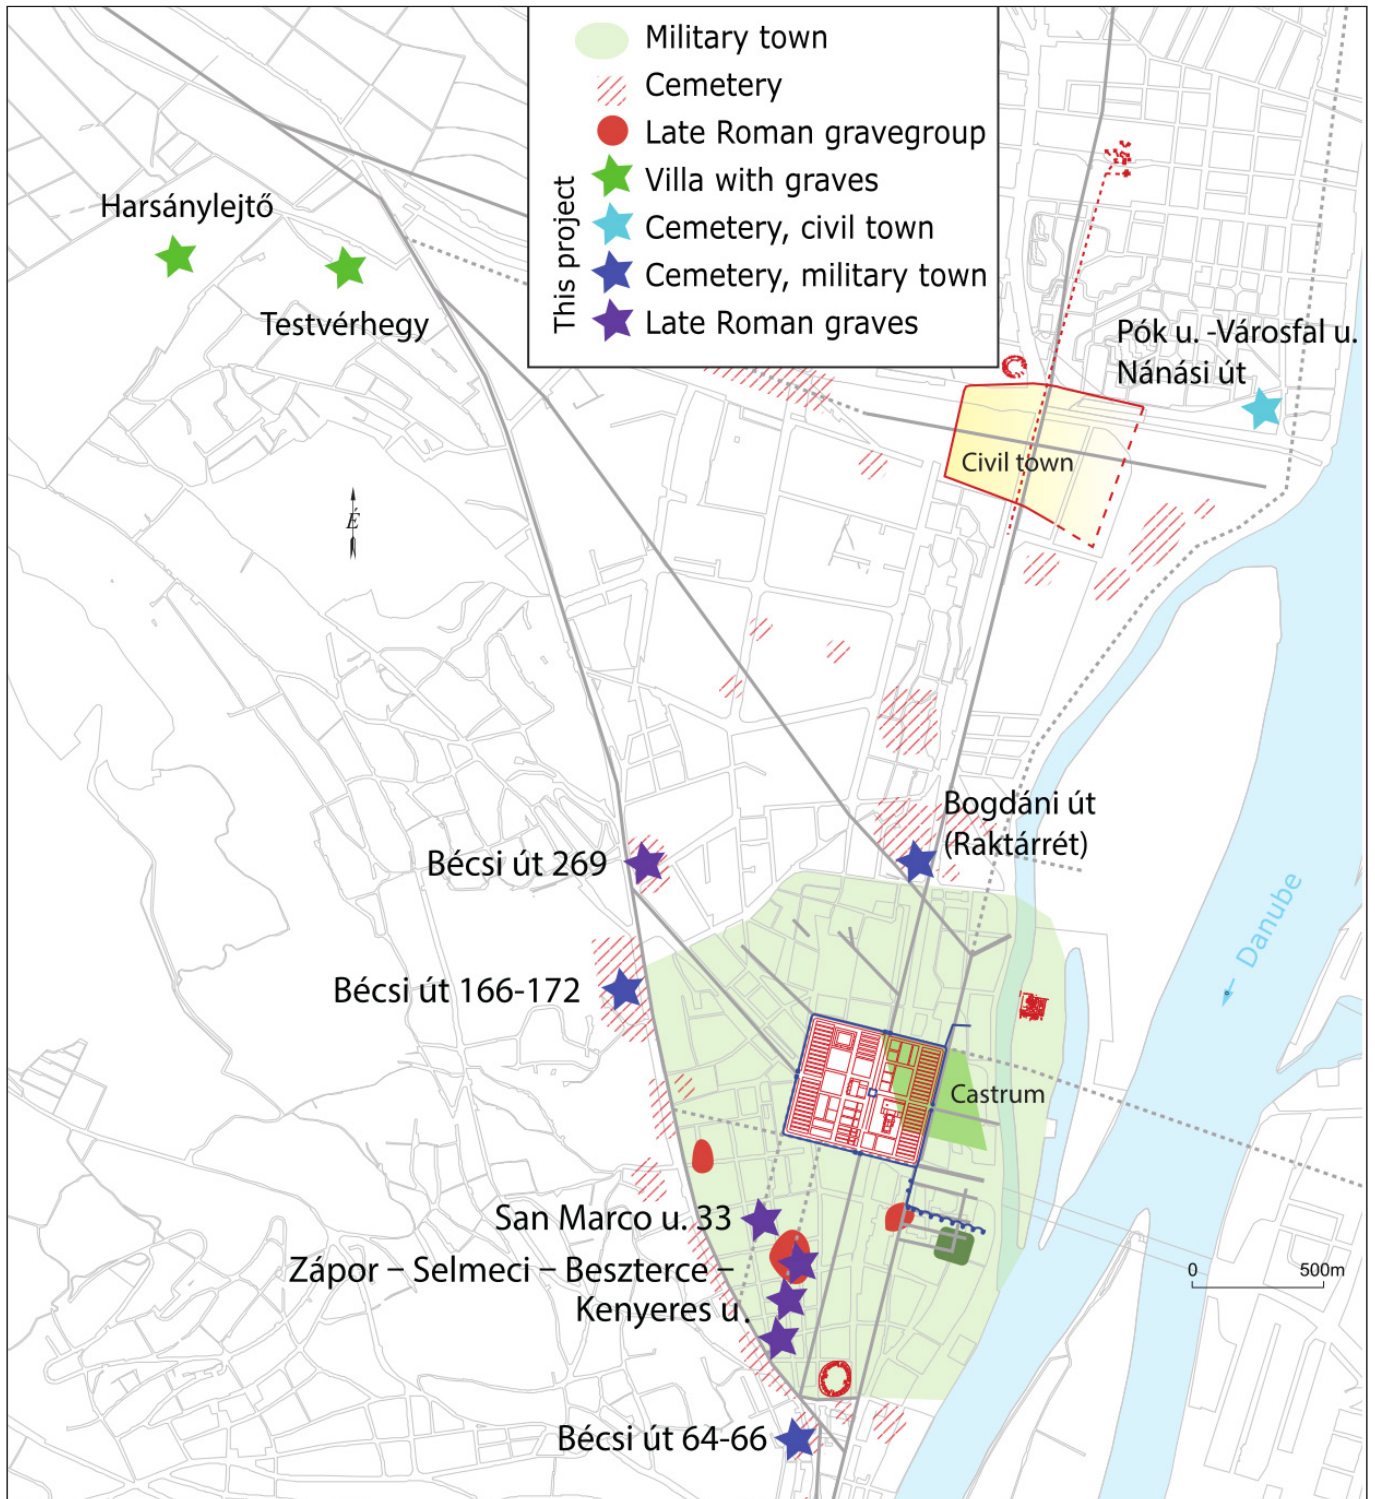 Military town
Cemetery
Late Roman gravegroup
Villa with graves
Cemetery, civil town
Cemetery, military town
Late Roman graves
This project
Harsánylejtő
Testvérhegy
Pók u. -Városfal u.
Nánási út
Civil town
É
Bogdáni út
(Raktárrét)
Bécsi út 269
Danube
Bécsi út 166-172
Castrum
San Marco u. 33
Zápor – Selmeci – Beszterce –
Kenyeres u.
0 500m
Bécsi út 64-66